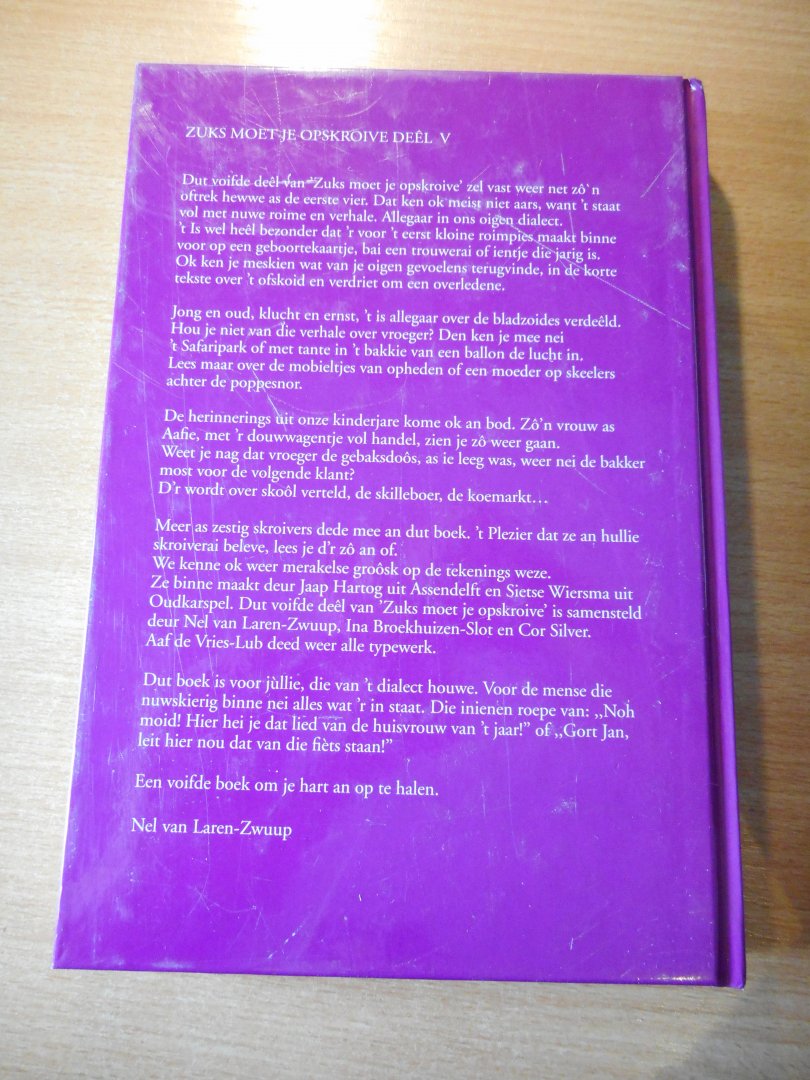 ZUKS MOET JE OPSKROIVE DEÊL V
Dut voifde deêl van ’Zuks moet je opskroive’ zel vast weer net zô`n
oftrek hewwe as de eerste vier. Dat ken ok meist niet aars, want ’t staat
vol met nuwe roime en verhale. Allegaar in ons oigen dialect.
’t Is wel heêl bezonder dat ’r voor ’t eerst kloine roimpies maakt binne
voor op een geboortekaartje, bai een trouwerai of ientje die jarig is.
Ok ken je meskien wat van je oigen gevoelens terugvinde, in de korte
tekste over ’t ofskoid en verdriet om een overledene.
Jong en oud, klucht en ernst, ’t is allegaar over de bladzoides verdeêld.
Hou je niet van die verhale over vroeger? Den ken je mee nei
’t Safaripark of met tante in ’t bakkie van een ballon de lucht in.
Lees maar over de mobieltjes van opheden of een moeder op skeelers
achter de poppesnor.
De herinnerings uit onze kinderjare kome ok an bod. Zô’n vrouw as
Aafie, met ’r douwwagentje vol handel, zien je zô weer gaan.
Weet je nag dat vroeger de gebaksdoôs, as ie leeg was, weer nei de bakker
most voor de volgende klant?
D’r wordt over skoôl verteld, de skilleboer, de koemarkt…
Meer as zestig skroivers dede mee an dut boek. ’t Plezier dat ze an hullie
skroiverai beleve, lees je d’r zô an of.
We kenne ok weer merakelse groôsk op de tekenings weze.
Ze binne maakt deur Jaap Hartog uit Assendelft en Sietse Wiersma uit
Oudkarspel. Dut voifde deêl van ’Zuks moet je opskroive’ is samensteld
deur Nel van Laren-Zwuup, Ina Broekhuizen-Slot en Cor Silver.
Aaf de Vries-Lub deed weer alle typewerk.
Dut boek is voor jùllie, die van ’t dialect houwe. Voor de mense die
nuwskierig binne nei alles wat ’r in staat. Die inienen roepe van: ,,Noh
moid! Hier hei je dat lied van de huisvrouw van ’t jaar!” of ,,Gort Jan,
leit hier nou dat van die fièts staan!”
Een voifde boek om je hart an op te halen.
Nel van Laren-Zwuup